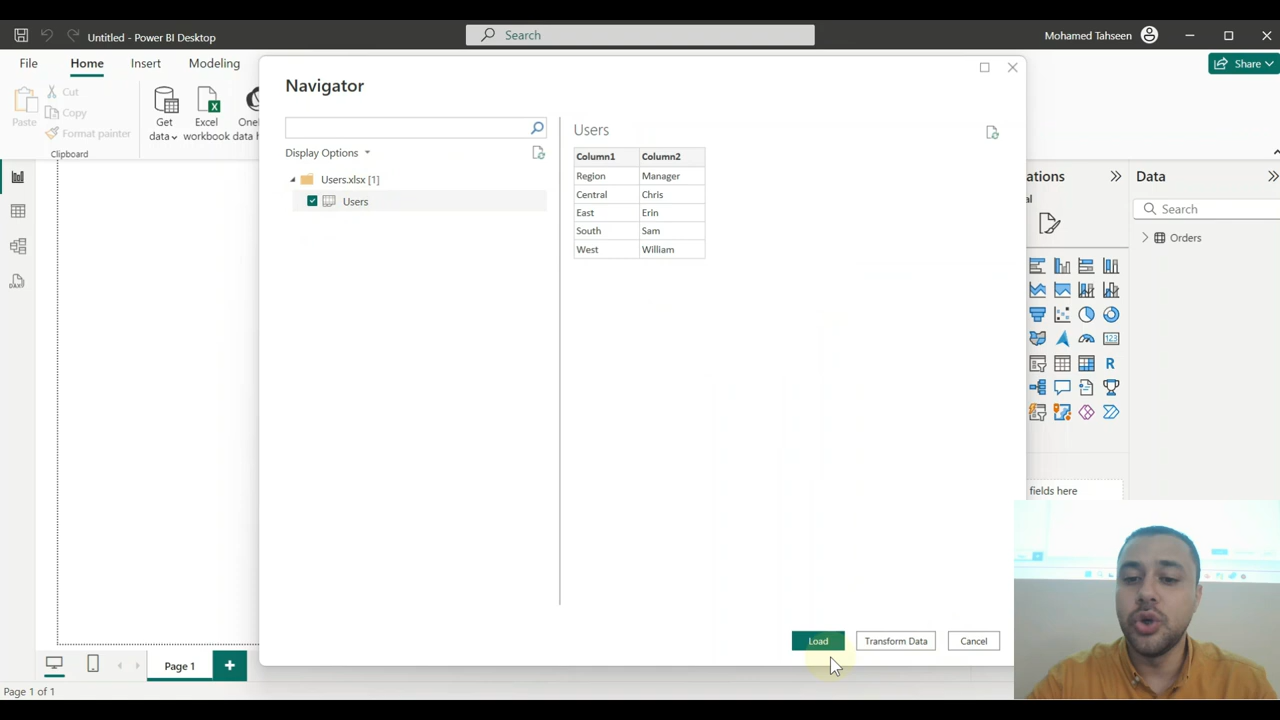 Untitled - Power BI Desktop
Search
Mohamed Tahseen
File
Home
Insert
Modeling
Share
Paste
Cut
Copy
Format painter
Clipboard
Get
data
Excel
workbook
data
Navigator
Display Options
Users.xlsx [1]
Users
Users
Column1 Column2
Region Manager
Central Chris
East Erin
South Sam
West William
Load
Transform Data
Cancel
Data
Search
Orders
123
R
fields here
Page 1
Page 1 of 1